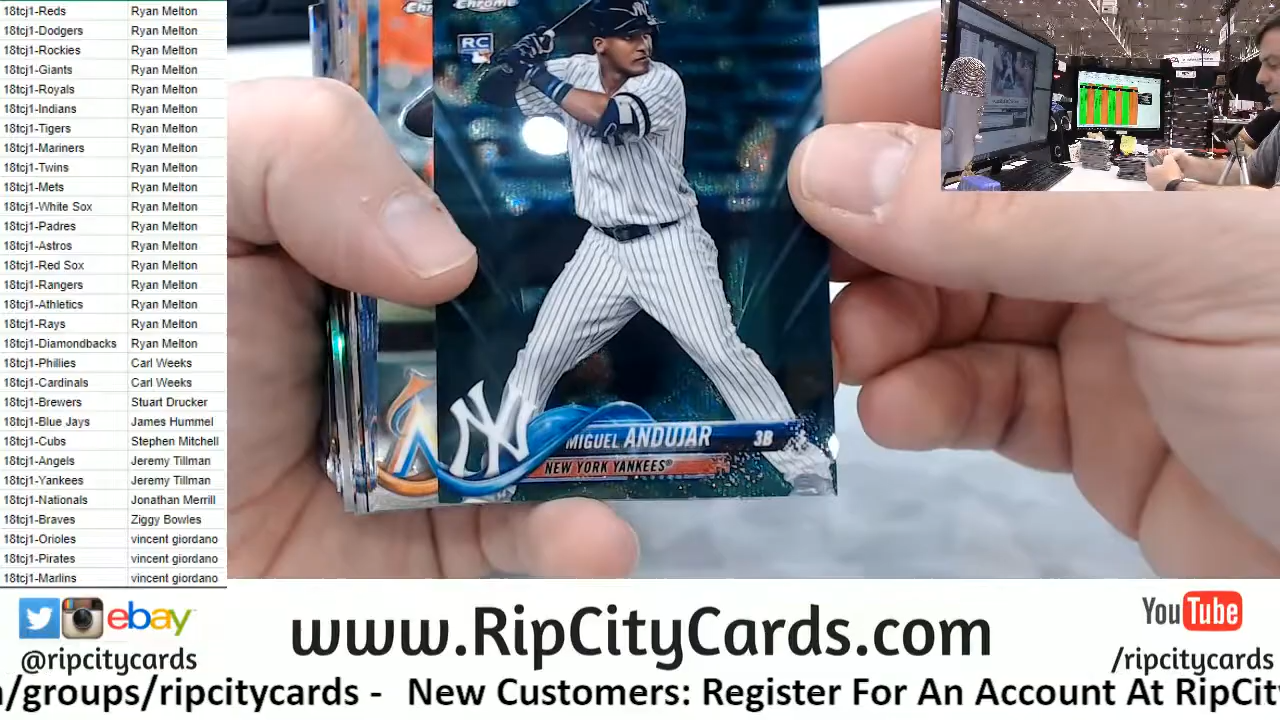 18tcj1-Reds Ryan Melton
18tcj1-Dodgers Ryan Melton
18tcj1-Rockies Ryan Melton
18tcj1-Giants Ryan Melton
18tcj1-Royals Ryan Melton
18tcj1-Indians Ryan Melton
18tcj1-Tigers Ryan Melton
18tcj1-Mariners Ryan Melton
18tcj1-Twins Ryan Melton
18tcj1-Mets Ryan Melton
18tcj1-White Sox Ryan Melton
18tcj1-Padres Ryan Melton
18tcj1-Astros Ryan Melton
18tcj1-Red Sox Ryan Melton
18tcj1-Rangers Ryan Melton
18tcj1-Athletics Ryan Melton
18tcj1-Rays Ryan Melton
18tcj1-Diamondbacks Ryan Melton
18tcj1-Phillies Carl Weeks
18tcj1-Cardinals Carl Weeks
18tcj1-Brewers Stuart Drucker
18tcj1-Blue Jays James Hummel
18tcj1-Cubs Stephen Mitchell
18tcj1-Angels Jeremy Tillman
18tcj1-Yankees Jeremy Tillman
18tcj1-Nationals Jonathan Merrill
18tcj1-Braves Ziggy Bowles
18tcj1-Orioles vincent giordano
18tcj1-Pirates vincent giordano
18tcj1-Marlins vincent giordano
RC
NY
MIGUEL ANDUJAR 3B
NEW YORK YANKEES®
ebay
@ripcitycards
www.RipCityCards.com
YouTube
/ripcitycards
/groups/ripcitycards - New Customers: Register For An Account At RipCity